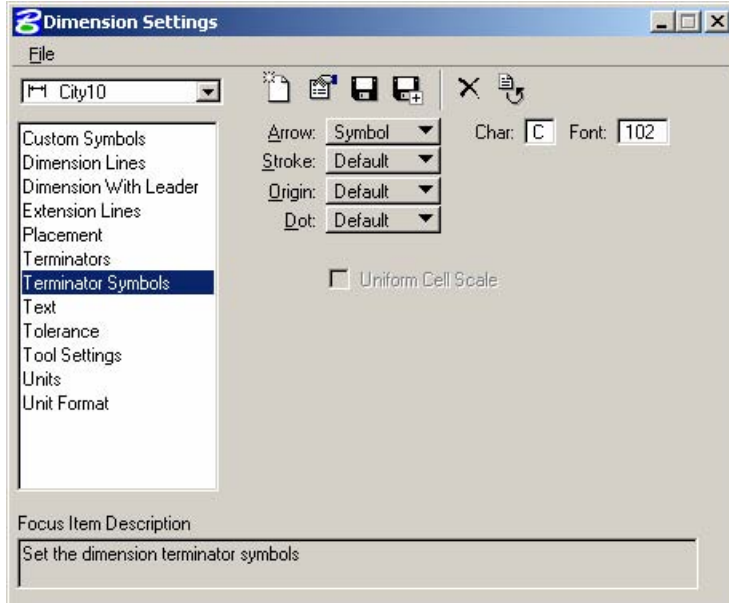 Dimension Settings
File
City10
Custom Symbols
Dimension Lines
Dimension With Leader
Extension Lines
Placement
Terminators
Terminator Symbols
Text
Tolerance
Tool Settings
Units
Unit Format
Arrow: Symbol Char: C Font: 102
Stroke: Default
Origin: Default
Dot: Default
Uniform Cell Scale
Focus Item Description
Set the dimension terminator symbols